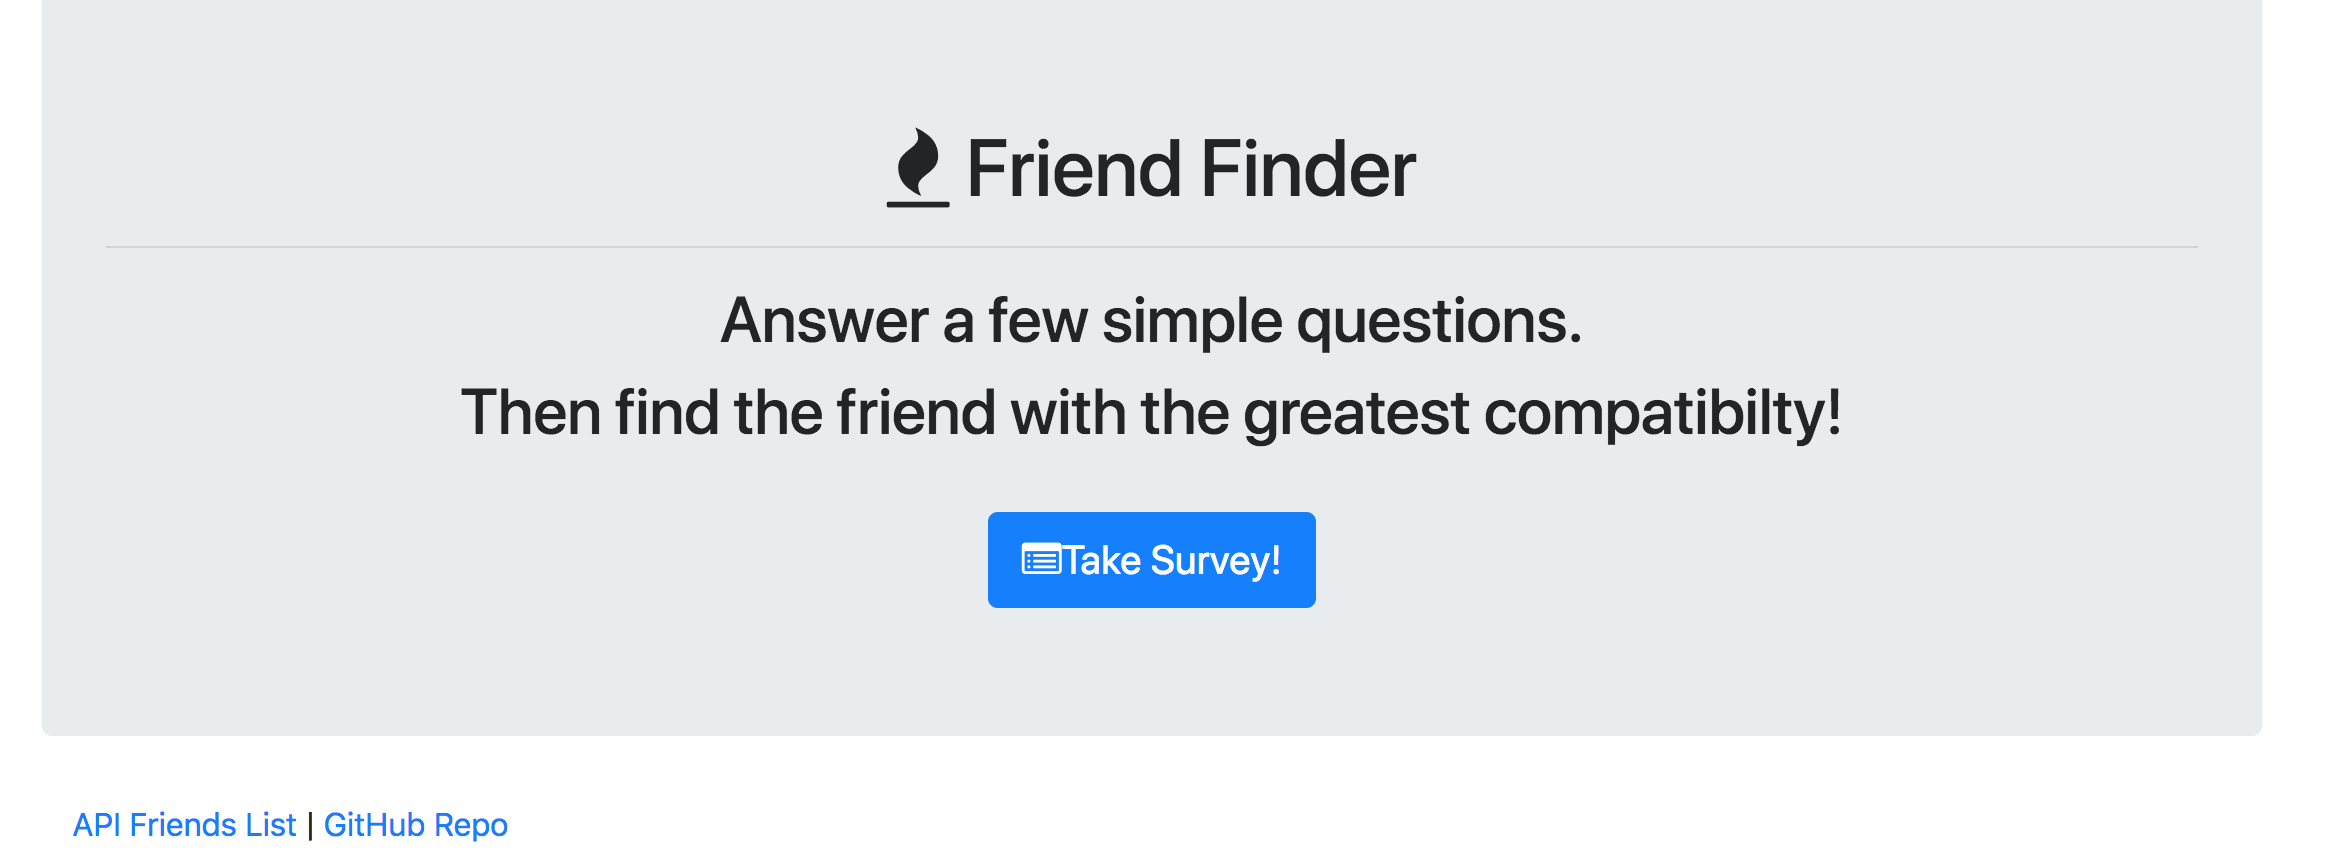 Friend Finder
Answer a few simple questions.
Then find the friend with the greatest compatibilty!
Take Survey!
API Friends List | GitHub Repo